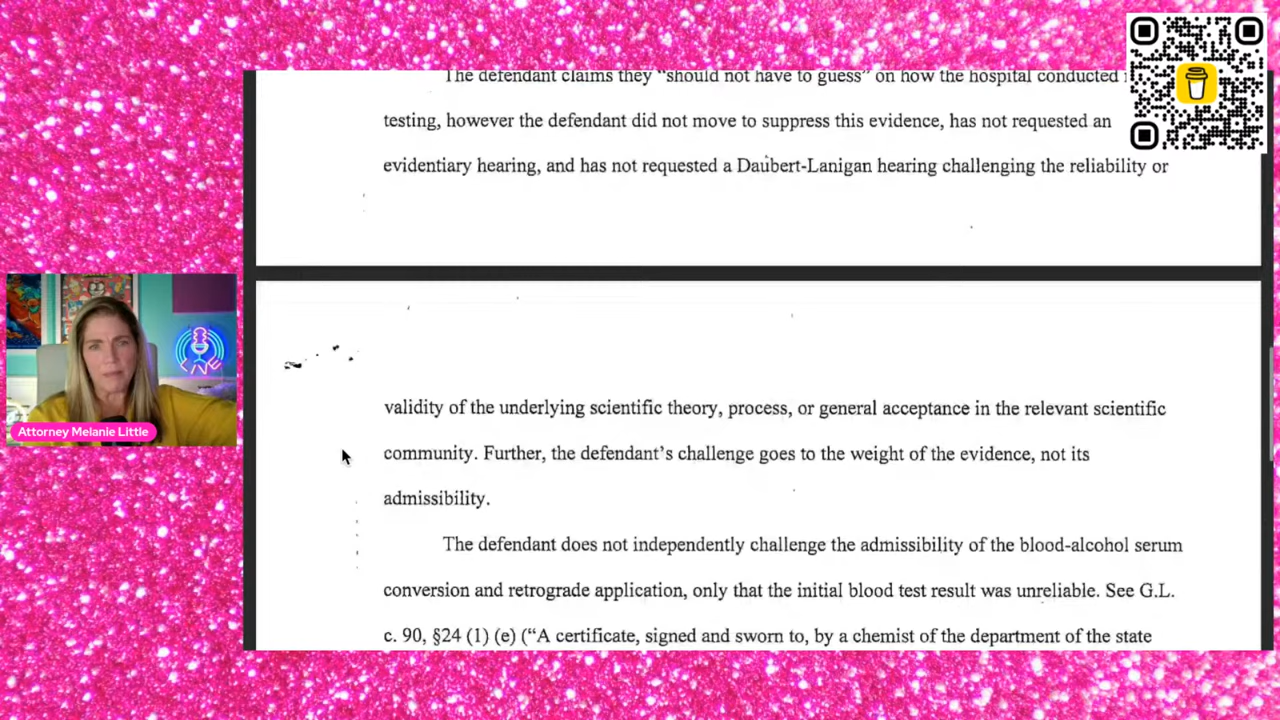 The defendant claims they “should not have to guess” on how the hospital conducted
testing, however the defendant did not move to suppress this evidence, has not requested an
evidentiary hearing, and has not requested a Daubert-Lanigan hearing challenging the reliability or
validity of the underlying scientific theory, process, or general acceptance in the relevant scientific
community. Further, the defendant’s challenge goes to the weight of the evidence, not its
admissibility.
The defendant does not independently challenge the admissibility of the blood-alcohol serum
conversion and retrograde application, only that the initial blood test result was unreliable. See G.L.
c. 90, §24 (1) (e) (“A certificate, signed and sworn to, by a chemist of the department of the state
LIVE
Attorney Melanie Little